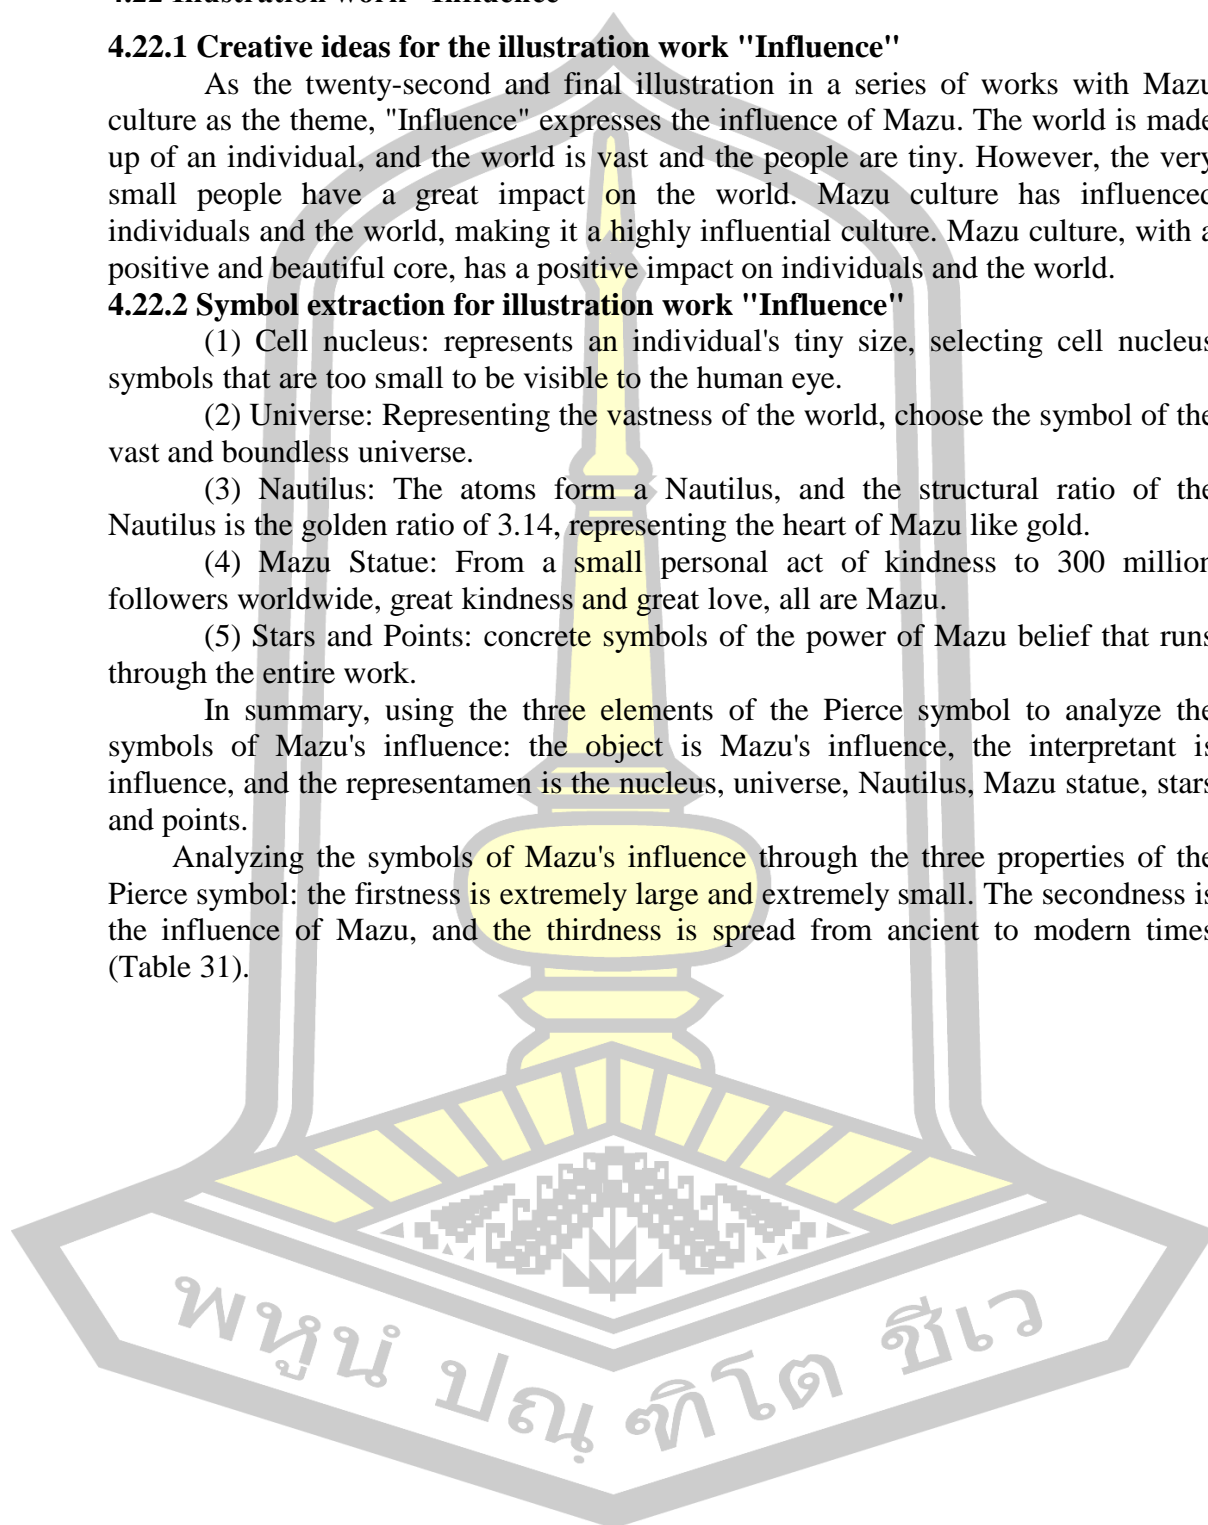 4.22 Illustration work "Influence"
4.22.1 Creative ideas for the illustration work "Influence"
As the twenty-second and final illustration in a series of works with Mazu
culture as the theme, "Influence" expresses the influence of Mazu. The world is made
up of an individual, and the world is vast and the people are tiny. However, the very
small people have a great impact on the world. Mazu culture has influenced
individuals and the world, making it a highly influential culture. Mazu culture, with a
positive and beautiful core, has a positive impact on individuals and the world.
4.22.2 Symbol extraction for illustration work "Influence"
(1) Cell nucleus: represents an individual's tiny size, selecting cell nucleus
symbols that are too small to be visible to the human eye.
(2) Universe: Representing the vastness of the world, choose the symbol of the
vast and boundless universe.
(3) Nautilus: The atoms form a Nautilus, and the structural ratio of the
Nautilus is the golden ratio of 3.14, representing the heart of Mazu like gold.
(4) Mazu Statue: From a small personal act of kindness to 300 million
followers worldwide, great kindness and great love, all are Mazu.
(5) Stars and Points: concrete symbols of the power of Mazu belief that runs
through the entire work.
In summary, using the three elements of the Pierce symbol to analyze the
symbols of Mazu's influence: the object is Mazu's influence, the interpretant is
influence, and the representamen is the nucleus, universe, Nautilus, Mazu statue, stars
and points.
Analyzing the symbols of Mazu's influence through the three properties of the
Pierce symbol: the firstness is extremely large and extremely small. The secondness is
the influence of Mazu, and the thirdness is spread from ancient to modern times
(Table 31).
พหูนํ ปณฺฑิโต ชีเว